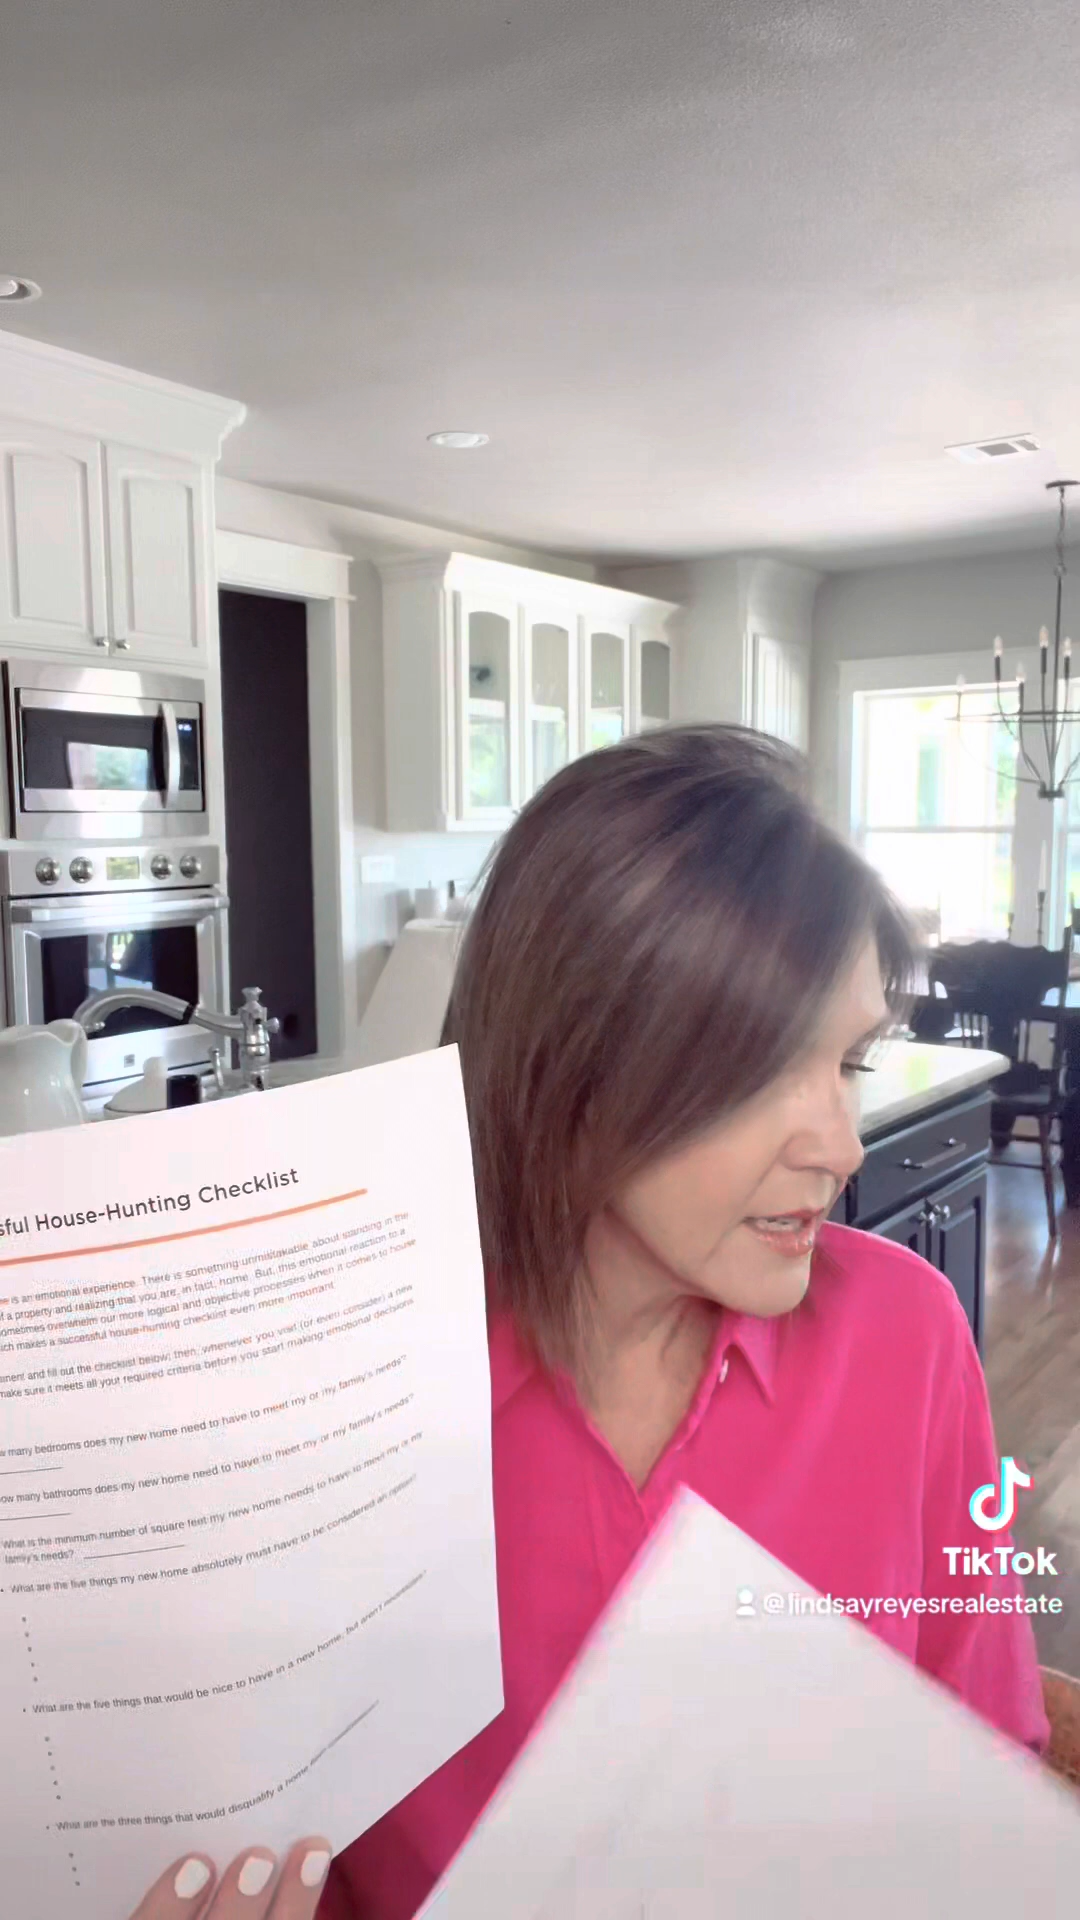 House-Hunting Checklist
is an emotional experience. There is something unmistakable about standing in the
a property and realizing that you are, in fact, home. But, this emotional reaction to a
sometimes overwhelm our more logical and objective processes when it comes to house
makes a successful house-hunting checklist even more important.
and fill out the checklist below; then, whenever you visit (or even consider) a new
make sure it meets all your required criteria before you start making emotional decisions
many bedrooms does my new home need to have to meet my or my family's needs?
many bathrooms does my new home need to have to meet my or my family's needs?
What is the minimum number of square feet my new home needs to have to meet my or my
family's needs?
• What are the five things my new home absolutely must have to be considered an option?
• What are the five things that would be nice to have in a new home, but aren't necessities?
• What are the three things that would disqualify a home
TikTok
@lindsayreyesrealestate